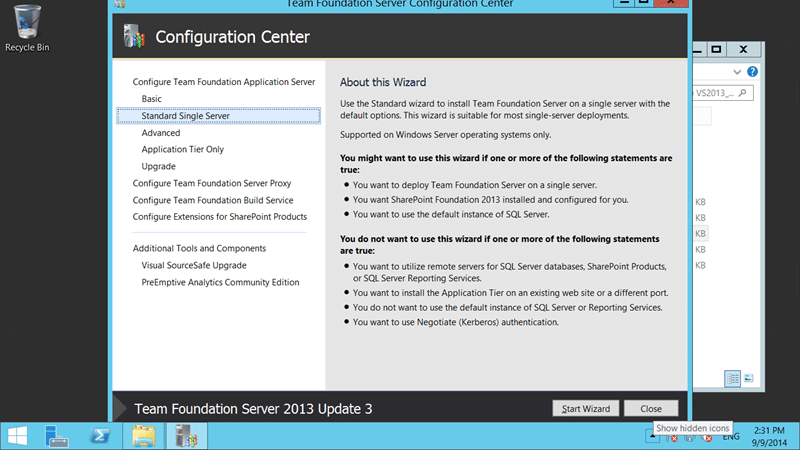 Team Foundation Server Configuration Center
Recycle Bin
Configuration Center
Configure Team Foundation Application Server
Basic
Standard Single Server
Advanced
Application Tier Only
Upgrade
Configure Team Foundation Server Proxy
Configure Team Foundation Build Service
Configure Extensions for SharePoint Products
Additional Tools and Components
Visual SourceSafe Upgrade
PreEmptive Analytics Community Edition
About this Wizard
Use the Standard wizard to install Team Foundation Server on a single server with the
default options. This wizard is suitable for most single-server deployments.
Supported on Windows Server operating systems only.
You might want to use this wizard if one or more of the following statements are
true:
• You want to deploy Team Foundation Server on a single server.
• You want SharePoint Foundation 2013 installed and configured for you.
• You want to use the default instance of SQL Server.
You do not want to use this wizard if one or more of the following statements
are true:
• You want to utilize remote servers for SQL Server databases, SharePoint Products,
or SQL Server Reporting Services.
• You want to install the Application Tier on an existing web site or a different port.
• You do not want to use the default instance of SQL Server or Reporting Services.
• You want to use Negotiate (Kerberos) authentication.
VS2013_...
KB
KB
KB
KB
KB
Team Foundation Server 2013 Update 3
Start Wizard
Close
Show hidden icons
ENG
2:31 PM
9/9/2014